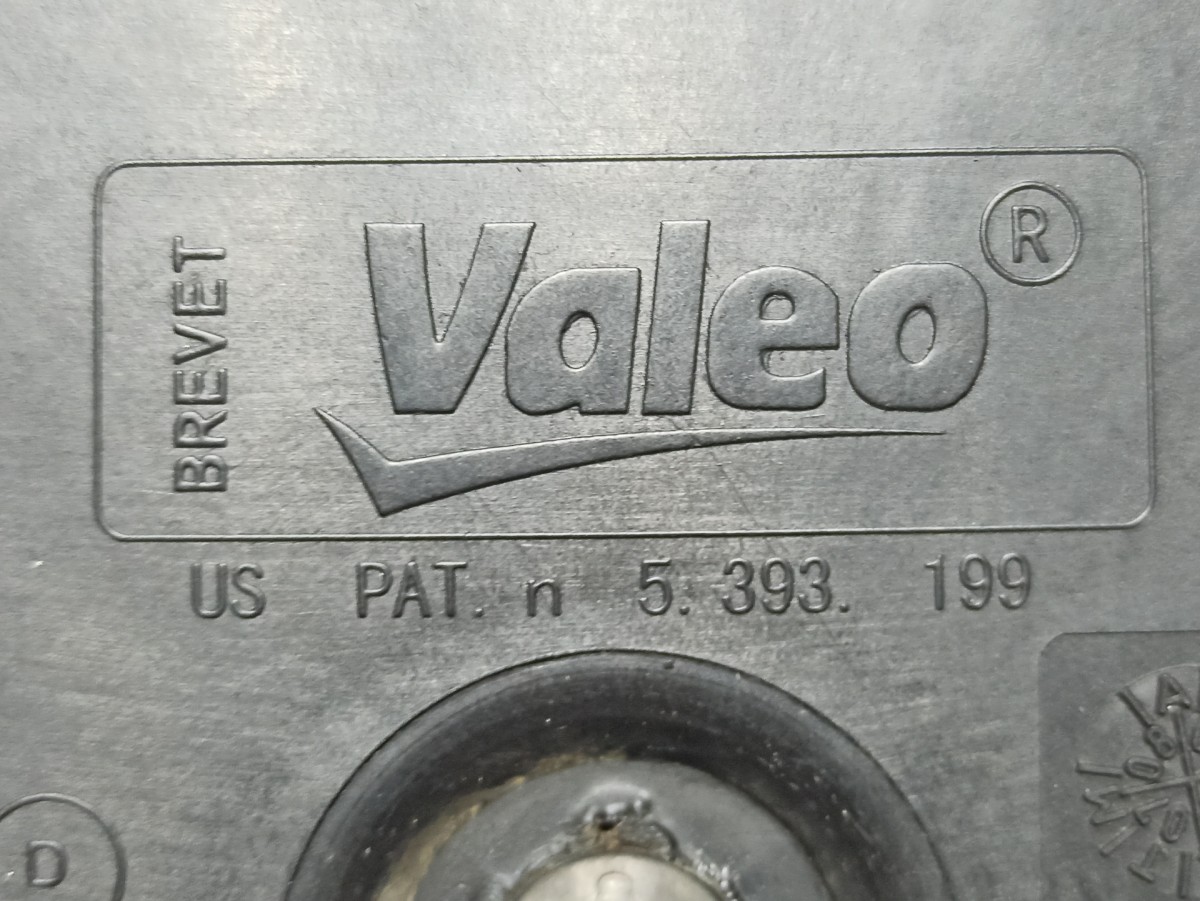 BREVET
Valeo ®
US PAT. n 5. 393. 199
D